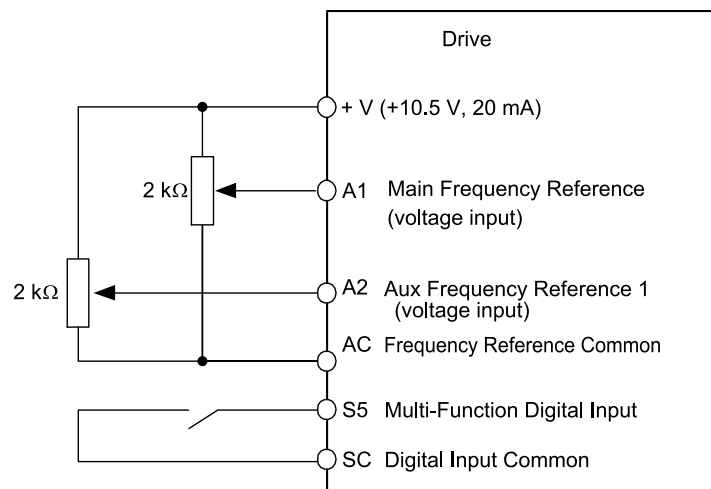 Drive
+ V (+10.5 V, 20 mA)
2 kΩ
A1 Main Frequency Reference
(voltage input)
2 kΩ
A2 Aux Frequency Reference 1
(voltage input)
AC Frequency Reference Common
S5 Multi-Function Digital Input
SC Digital Input Common